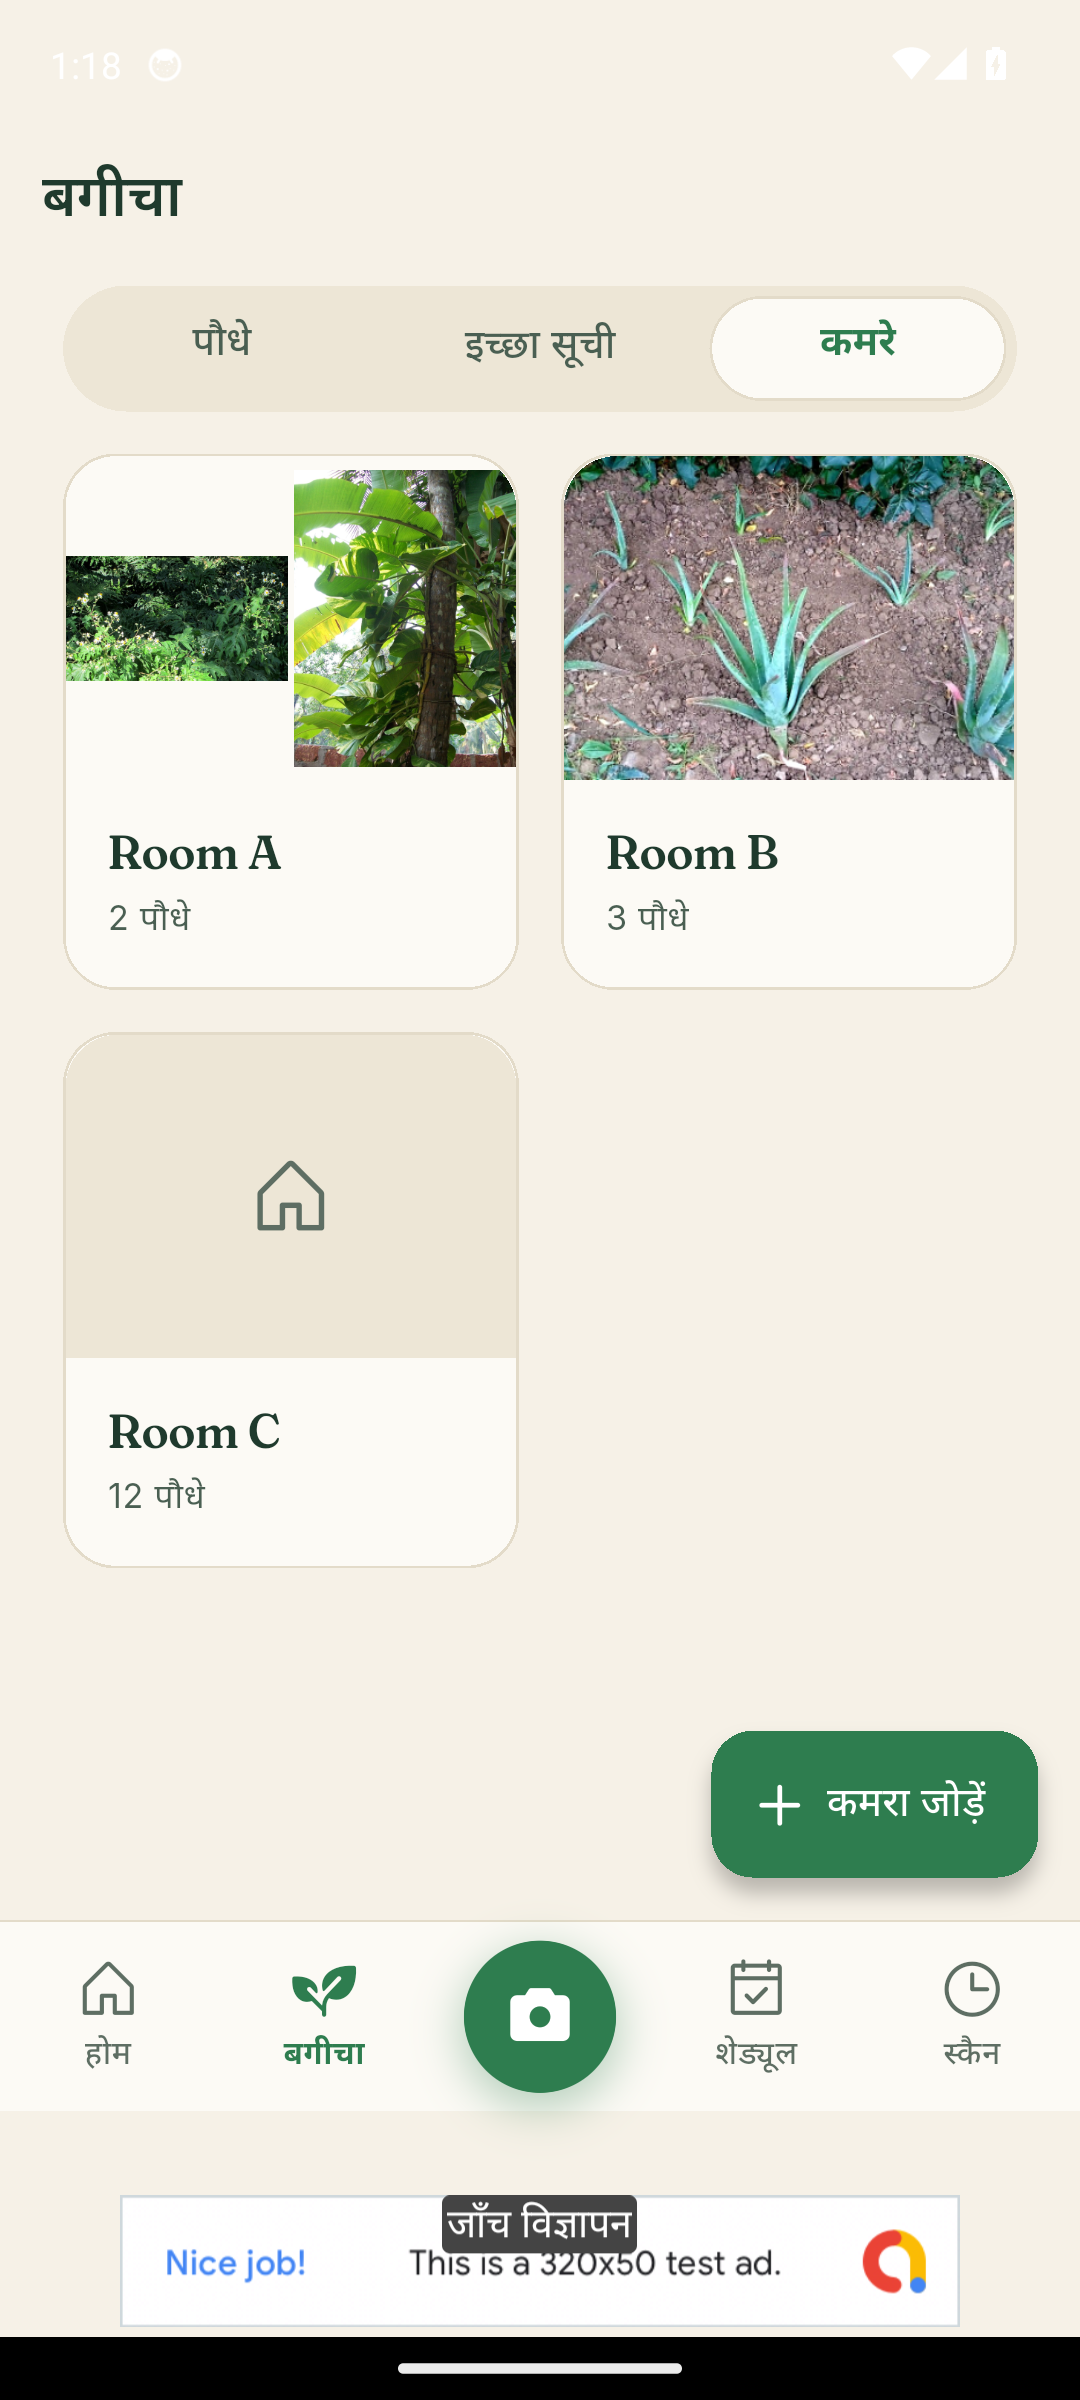 1:18
बगीचा
पौधे
इच्छा सूची
कमरे
Room A
2 पौधे
Room B
3 पौधे
Room C
12 पौधे
कमरा जोड़ें
होम
बगीचा
शेड्यूल
स्कैन
जाँच विज्ञापन
Nice job!
This is a 320x50 test ad.